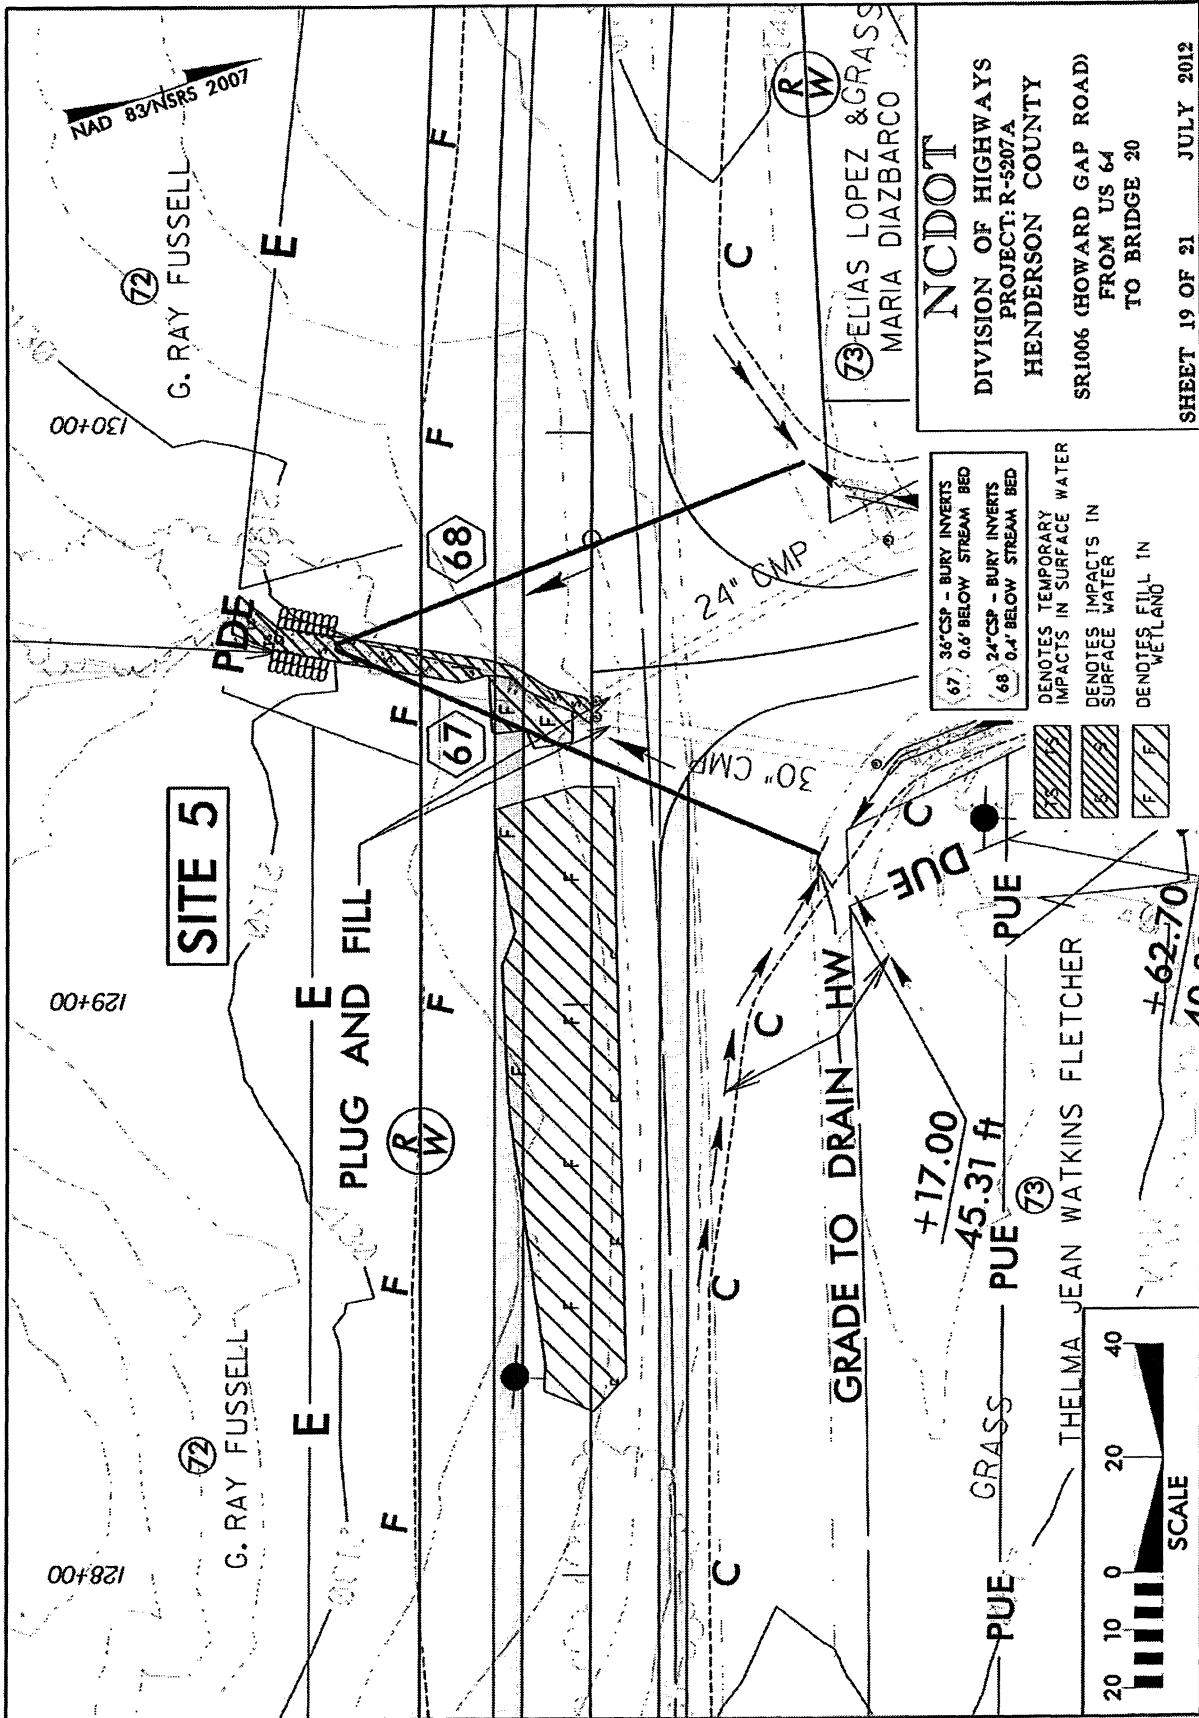 NAD 83/NSRS 2007
72
G. RAY FUSSELL
E
130+00
F
F
PDE
68
67
F
SITE 5
PLUG AND FILL
E
129+00
F
R/W
F
E
72
G. RAY FUSSELL
128+00
F
24" CMP
30" CMP
C
R/W
73 ELIAS LOPEZ & GRASS
MARIA DIAZBARCO
C
DUE
C
GRADE TO DRAIN
HW
C
C
+17.00
45.31 ft
73
PUE
PUE
PUE
THELMA JEAN WATKINS FLETCHER
GRASS
+62.70
NCDOT
DIVISION OF HIGHWAYS
PROJECT: R-5207A
HENDERSON COUNTY
SR1006 (HOWARD GAP ROAD)
FROM US 64
TO BRIDGE 20
SHEET 19 OF 21 JULY 2012
67 36"CSP - BURY INVERTS
0.6' BELOW STREAM BED
68 24"CSP - BURY INVERTS
0.4' BELOW STREAM BED
TS TS DENOTES TEMPORARY
IMPACTS IN SURFACE WATER
S S DENOTES IMPACTS IN
SURFACE WATER
F F DENOTES FILL IN
WETLAND
20 10 0 20 40
SCALE